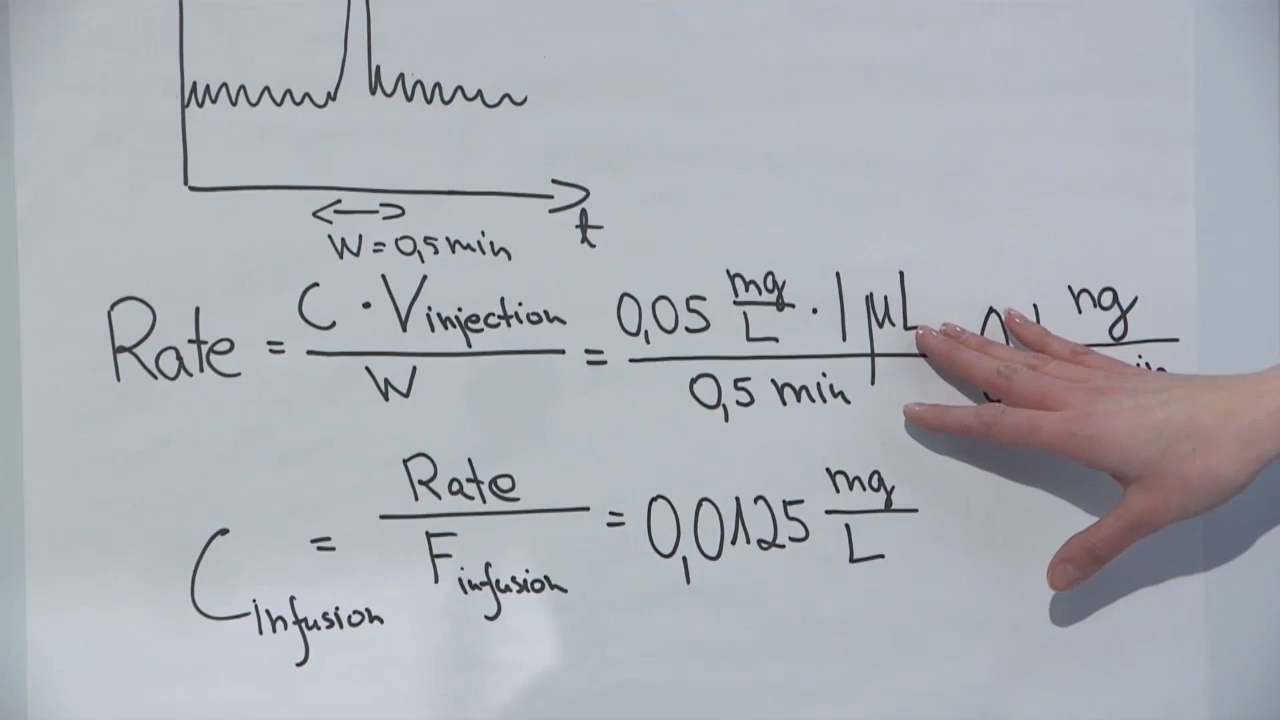 t
W = 0,5 min
Rate = C · Vinjection / W = 0,05 mg/L · 1 µL / 0,5 min ng
Cinfusion = Rate / Finfusion = 0,0125 mg/L